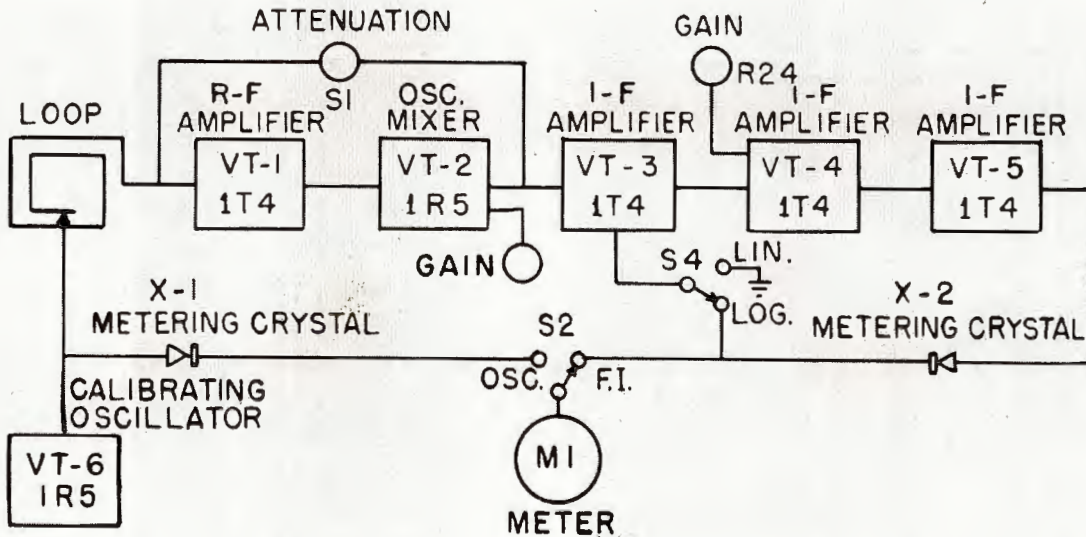 ATTENUATION
S1
GAIN
R24
LOOP
R-F
AMPLIFIER
VT-1
1T4
OSC.
MIXER
VT-2
1R5
GAIN
I-F
AMPLIFIER
VT-3
1T4
I-F
AMPLIFIER
VT-4
1T4
I-F
AMPLIFIER
VT-5
1T4
S4
LIN.
LOG.
X-1
METERING CRYSTAL
S2
OSC.
F.I.
X-2
METERING CRYSTAL
CALIBRATING
OSCILLATOR
VT-6
1R5
M1
METER